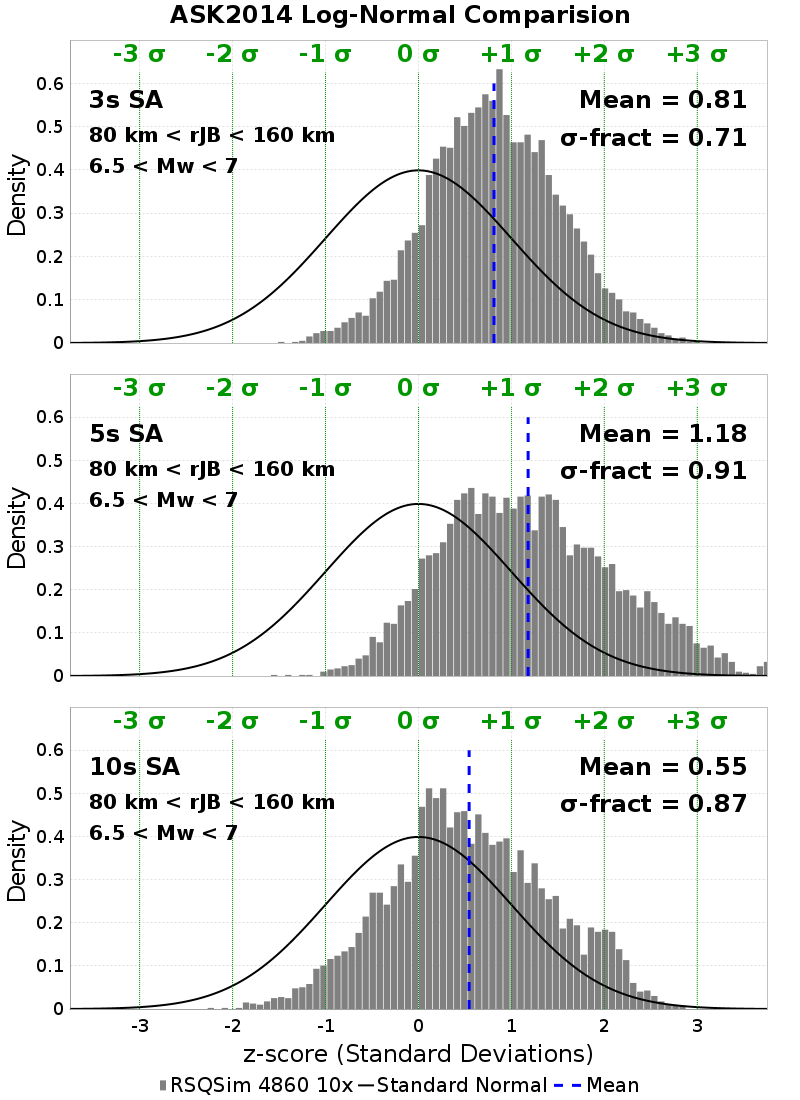 ASK2014 Log-Normal Comparision
-3 σ -2 σ -1 σ 0 σ +1 σ +2 σ +3 σ
3s SA
Mean = 0.81
80 km < rJB < 160 km
σ-fract = 0.71
6.5 < Mw < 7
Density
0.6
0.5
0.4
0.3
0.2
0.1
0
-3 σ -2 σ -1 σ 0 σ +1 σ +2 σ +3 σ
5s SA
Mean = 1.18
80 km < rJB < 160 km
σ-fract = 0.91
6.5 < Mw < 7
Density
0.6
0.5
0.4
0.3
0.2
0.1
0
-3 σ -2 σ -1 σ 0 σ +1 σ +2 σ +3 σ
10s SA
Mean = 0.55
80 km < rJB < 160 km
σ-fract = 0.87
6.5 < Mw < 7
Density
0.6
0.5
0.4
0.3
0.2
0.1
0
-3 -2 -1 0 1 2 3
z-score (Standard Deviations)
RSQSim 4860 10x Standard Normal Mean